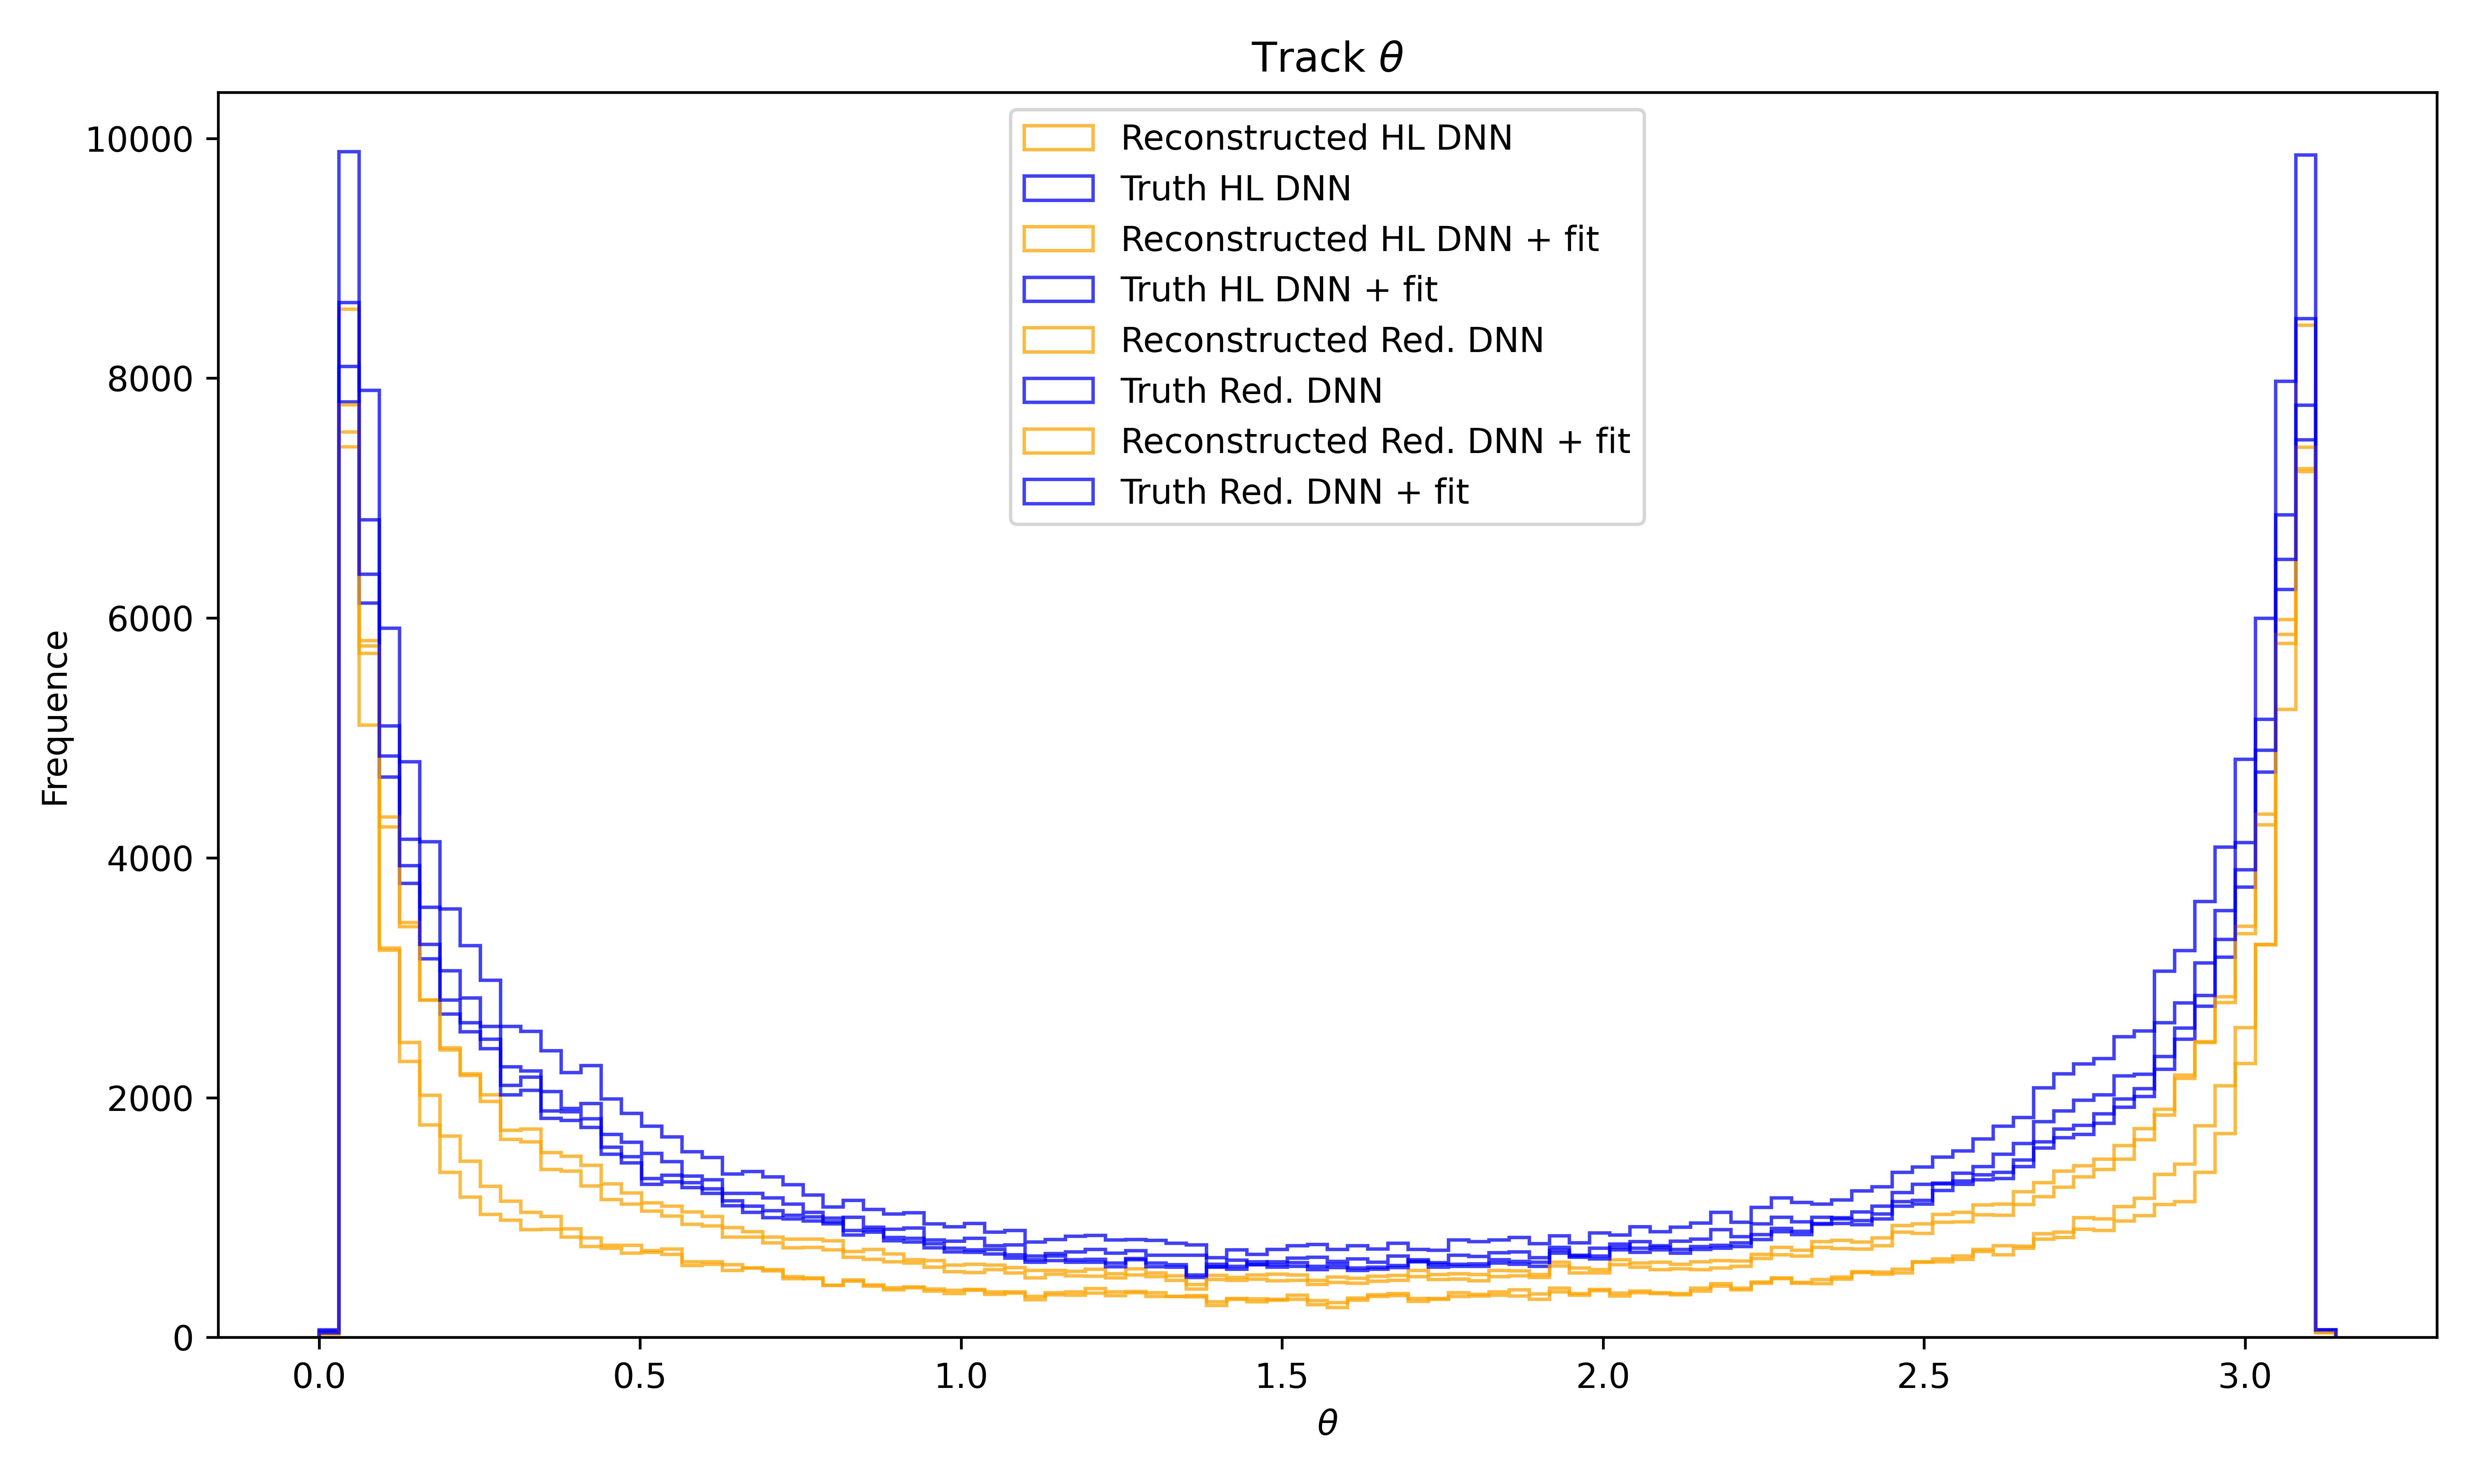 Track θ
Reconstructed HL DNN
Truth HL DNN
Reconstructed HL DNN + fit
Truth HL DNN + fit
Reconstructed Red. DNN
Truth Red. DNN
Reconstructed Red. DNN + fit
Truth Red. DNN + fit
Frequence
10000
8000
6000
4000
2000
0
0.0 0.5 1.0 1.5 2.0 2.5 3.0
θ